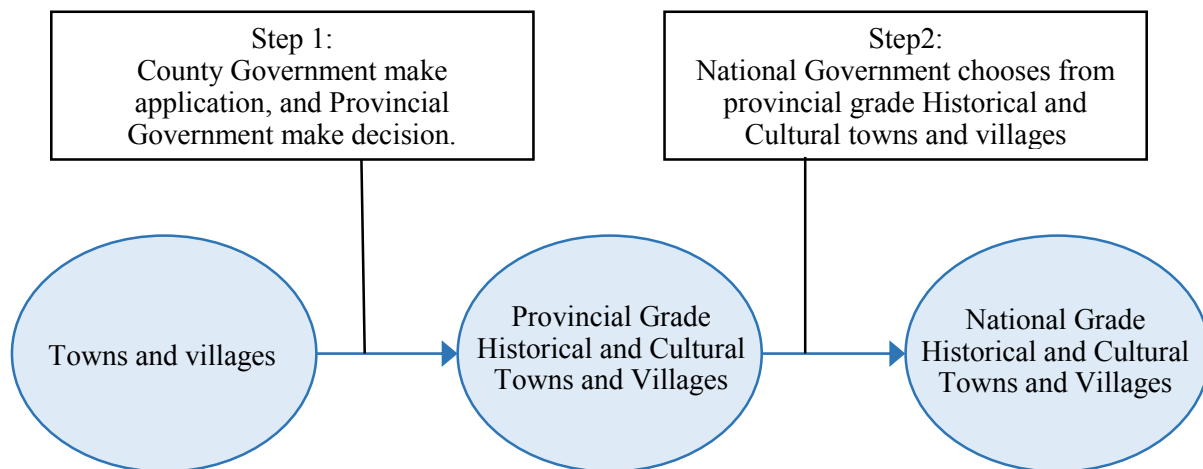 Step 1:
County Government make
application, and Provincial
Government make decision.
Step2:
National Government chooses from
provincial grade Historical and
Cultural towns and villages
Towns and villages
Provincial Grade
Historical and Cultural
Towns and Villages
National Grade
Historical and Cultural
Towns and Villages